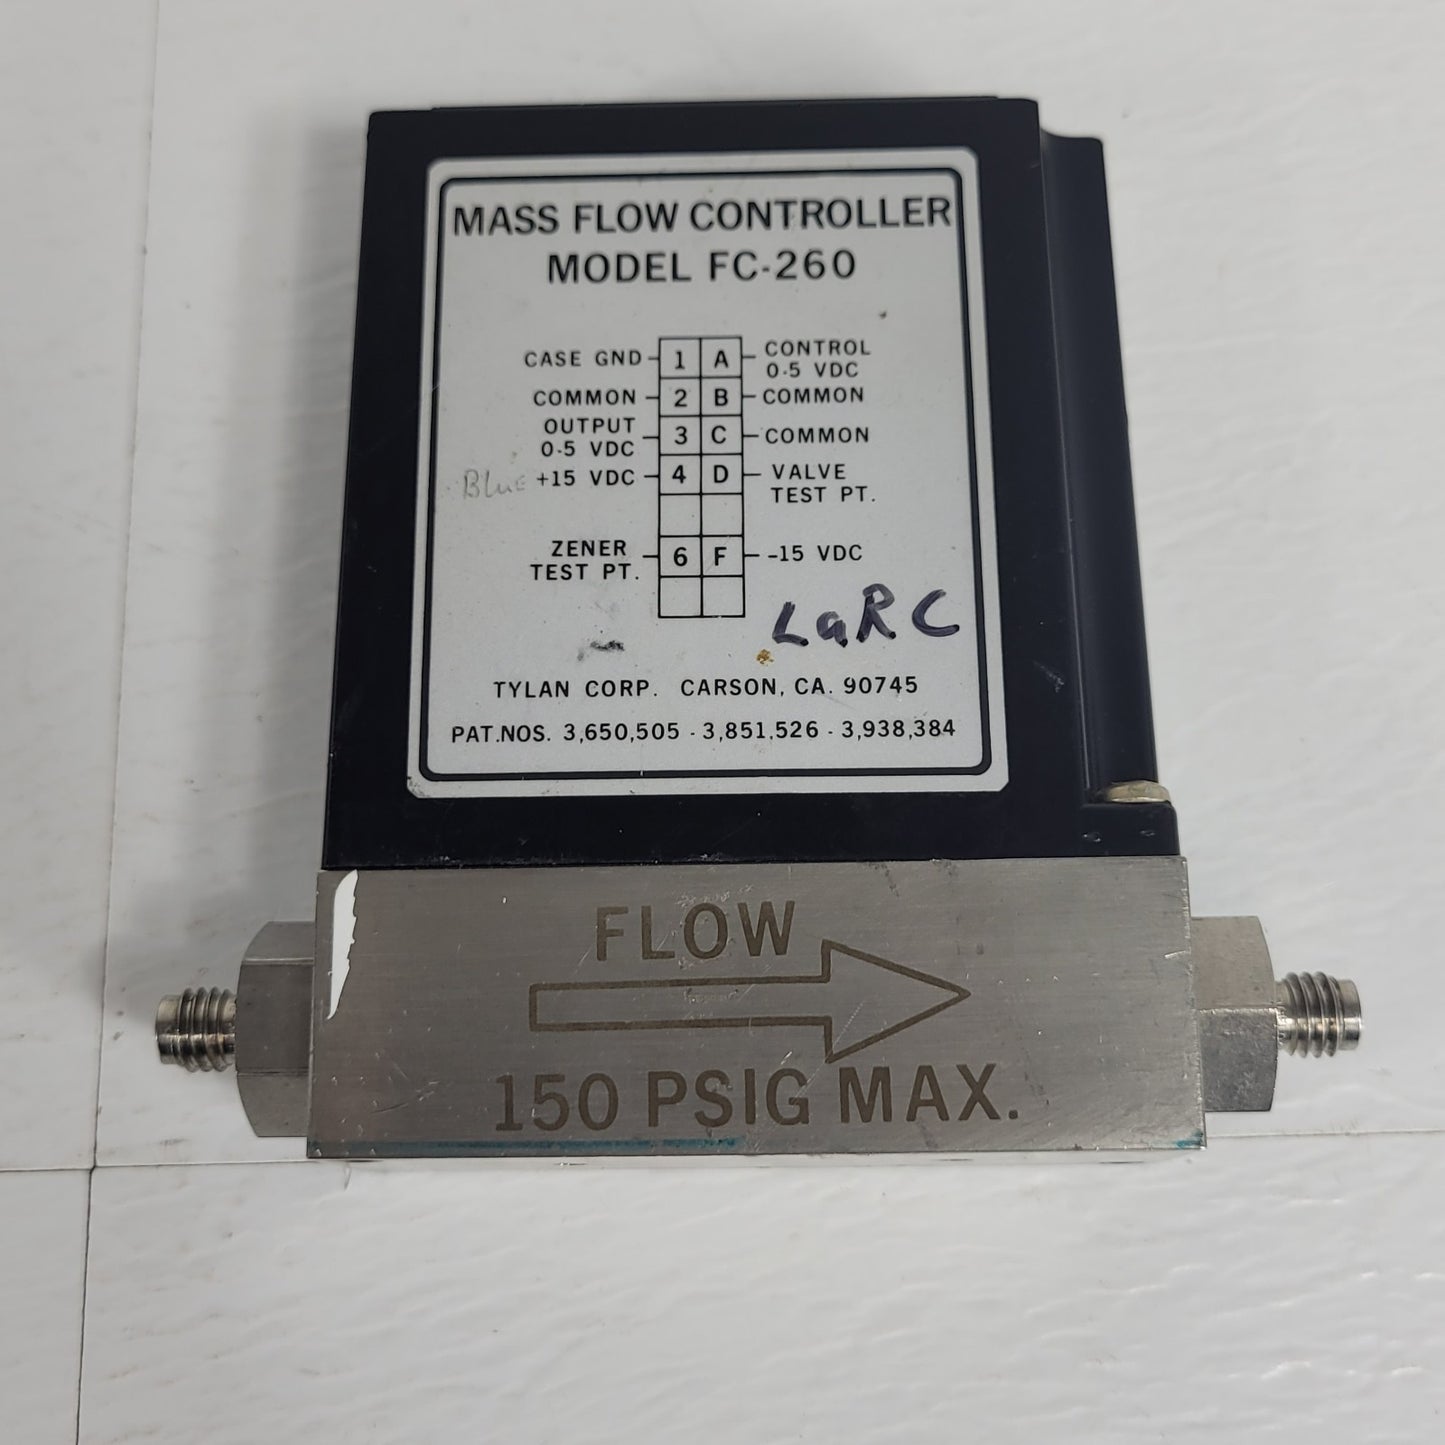 MASS FLOW CONTROLLER
MODEL FC-260
CASE GND 1 A CONTROL 0-5 VDC
COMMON 2 B COMMON
OUTPUT 0-5 VDC 3 C COMMON
Blue +15 VDC 4 D VALVE TEST PT.
ZENER TEST PT. 6 F -15 VDC
LaRC
TYLAN CORP. CARSON, CA. 90745
PAT.NOS. 3,650,505 - 3,851,526 - 3,938,384
FLOW
150 PSIG MAX.